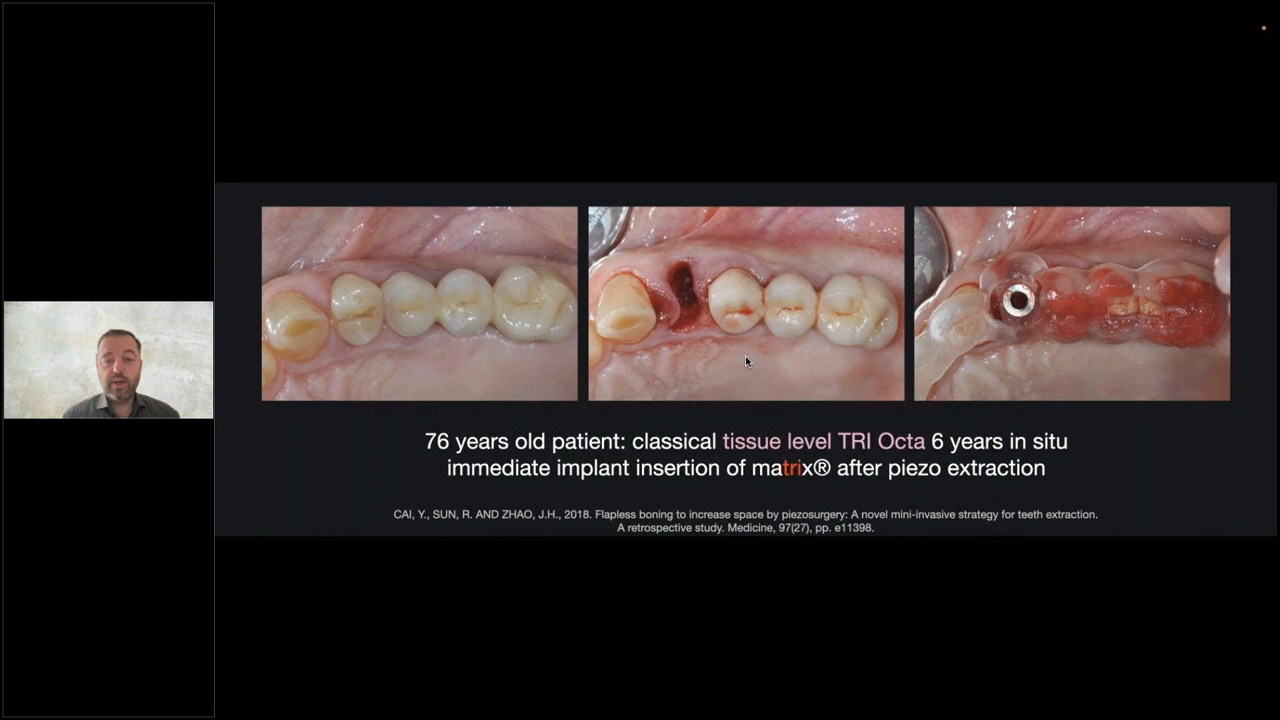 76 years old patient: classical tissue level TRI Octa 6 years in situ
immediate implant insertion of matrix® after piezo extraction
CAI, Y., SUN, R. AND ZHAO, J.H., 2018. Flapless boning to increase space by piezosurgery: A novel mini-invasive strategy for teeth extraction.
A retrospective study. Medicine, 97(27), pp. e11398.